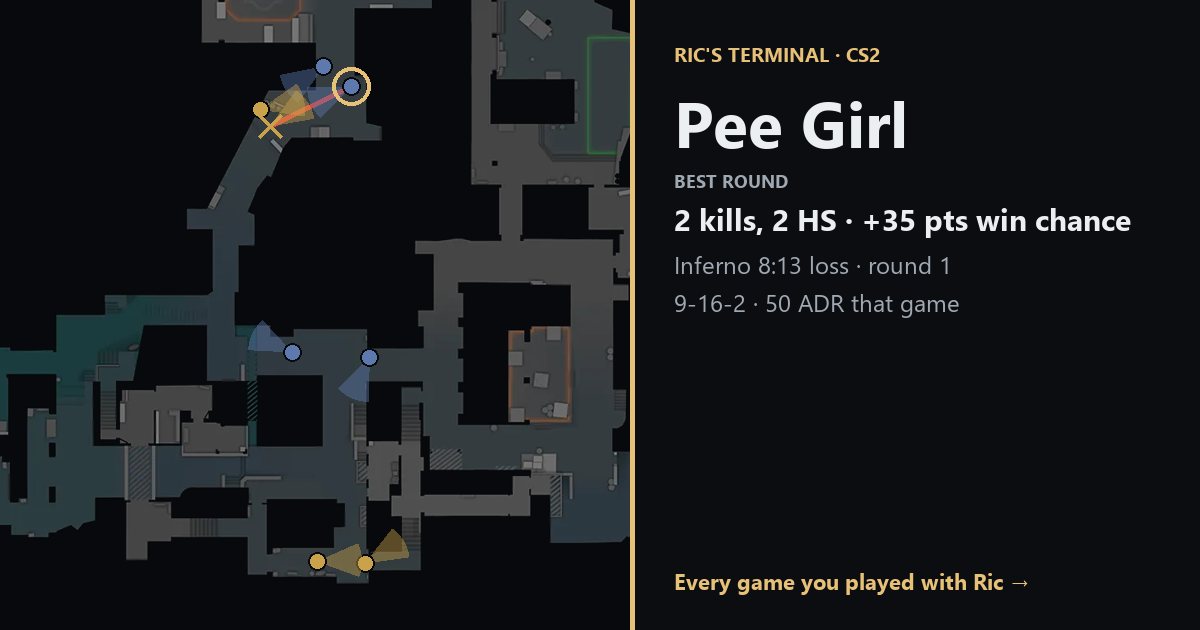 RIC'S TERMINAL · CS2
Pee Girl
BEST ROUND
2 kills, 2 HS · +35 pts win chance
Inferno 8:13 loss · round 1
9-16-2 · 50 ADR that game
Every game you played with Ric →